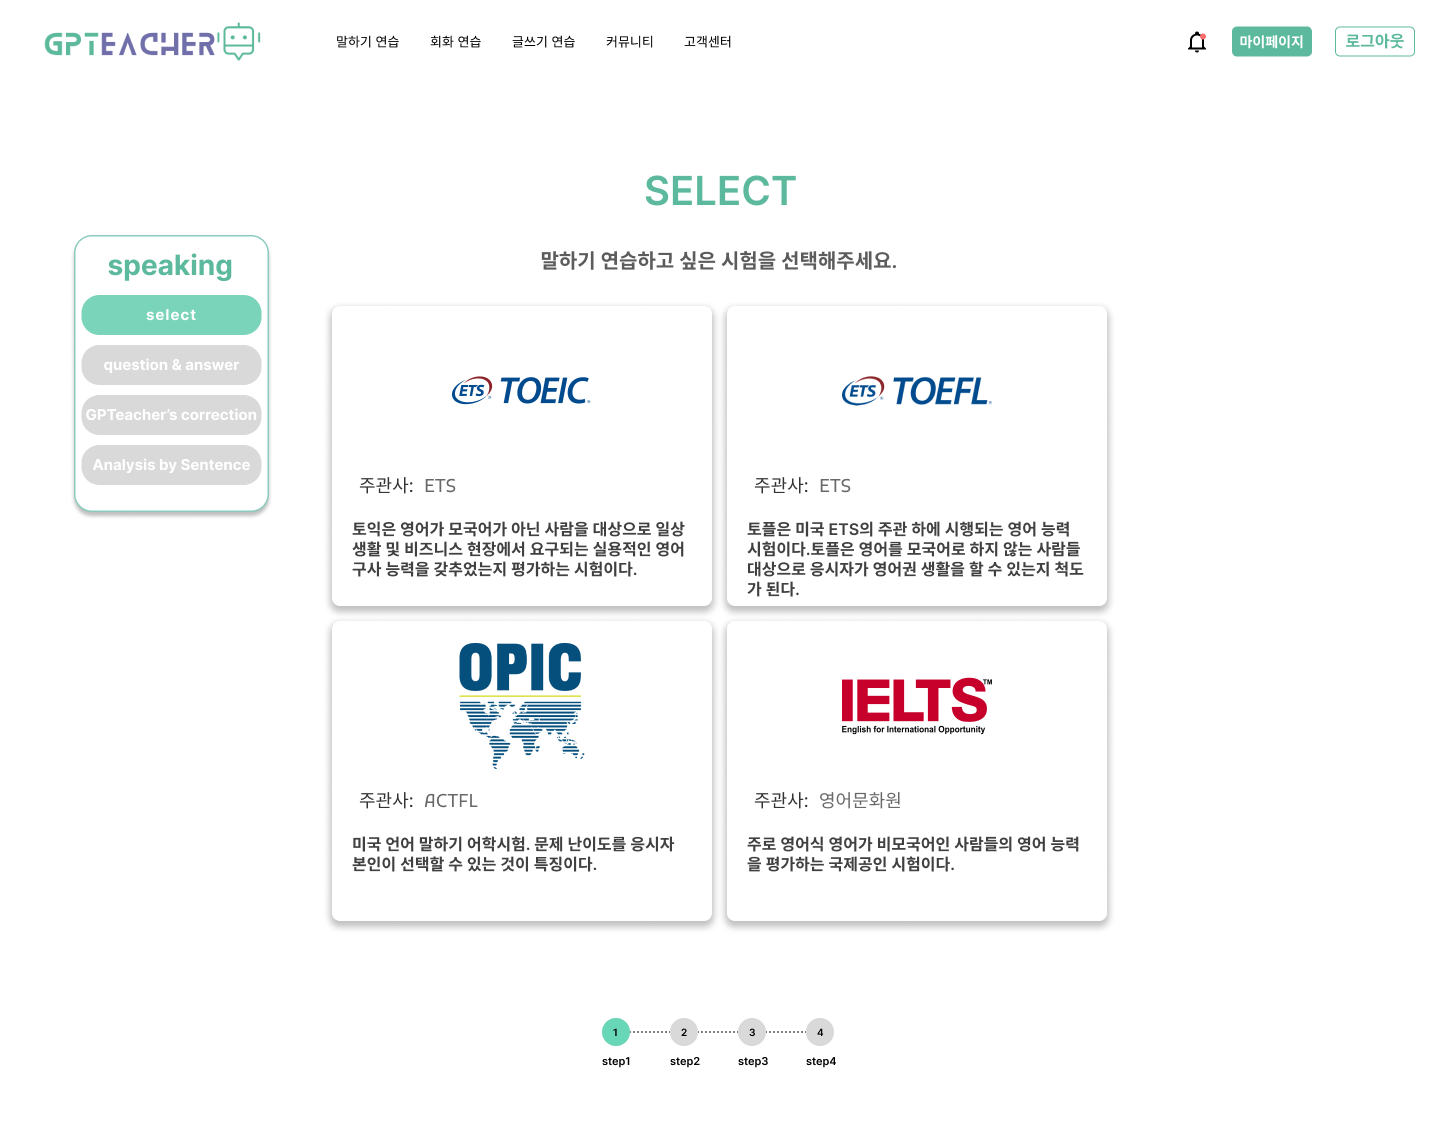 GPTEACHER
말하기 연습
회화 연습
글쓰기 연습
커뮤니티
고객센터
마이페이지
로그아웃
SELECT
말하기 연습하고 싶은 시험을 선택해주세요.
speaking
select
question & answer
GPTeacher's correction
Analysis by Sentence
ETS TOEIC
주관사: ETS
토익은 영어가 모국어가 아닌 사람을 대상으로 일상
생활 및 비즈니스 현장에서 요구되는 실용적인 영어
구사 능력을 갖추었는지 평가하는 시험이다.
ETS TOEFL
주관사: ETS
토플은 미국 ETS의 주관 하에 시행되는 영어 능력
시험이다.토플은 영어를 모국어로 하지 않는 사람들
대상으로 응시자가 영어권 생활을 할 수 있는지 척도
가 된다.
OPIC
주관사: ACTFL
미국 언어 말하기 어학시험. 문제 난이도를 응시자
본인이 선택할 수 있는 것이 특징이다.
IELTS™
English for International Opportunity
주관사: 영어문화원
주로 영어식 영어가 비모국어인 사람들의 영어 능력
을 평가하는 국제공인 시험이다.
1 2 3 4
step1 step2 step3 step4